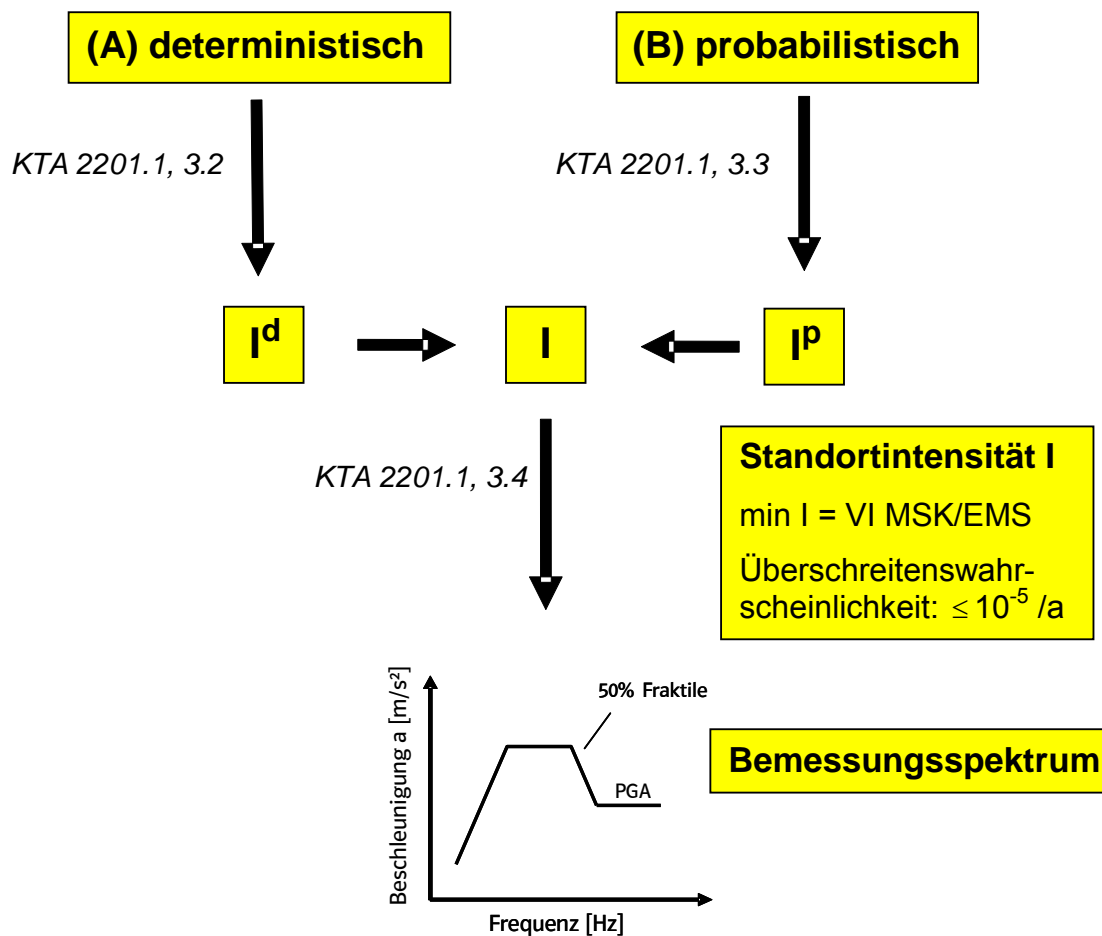 (A) deterministisch
(B) probabilistisch
KTA 2201.1, 3.2
KTA 2201.1, 3.3
I^d
I
I^p
KTA 2201.1, 3.4
Standortintensität I
min I = VI MSK/EMS
Überschreitenswahr-
scheinlichkeit: ≤ 10^-5 /a
Beschleunigung a [m/s²]
50% Fraktile
PGA
Frequenz [Hz]
Bemessungsspektrum